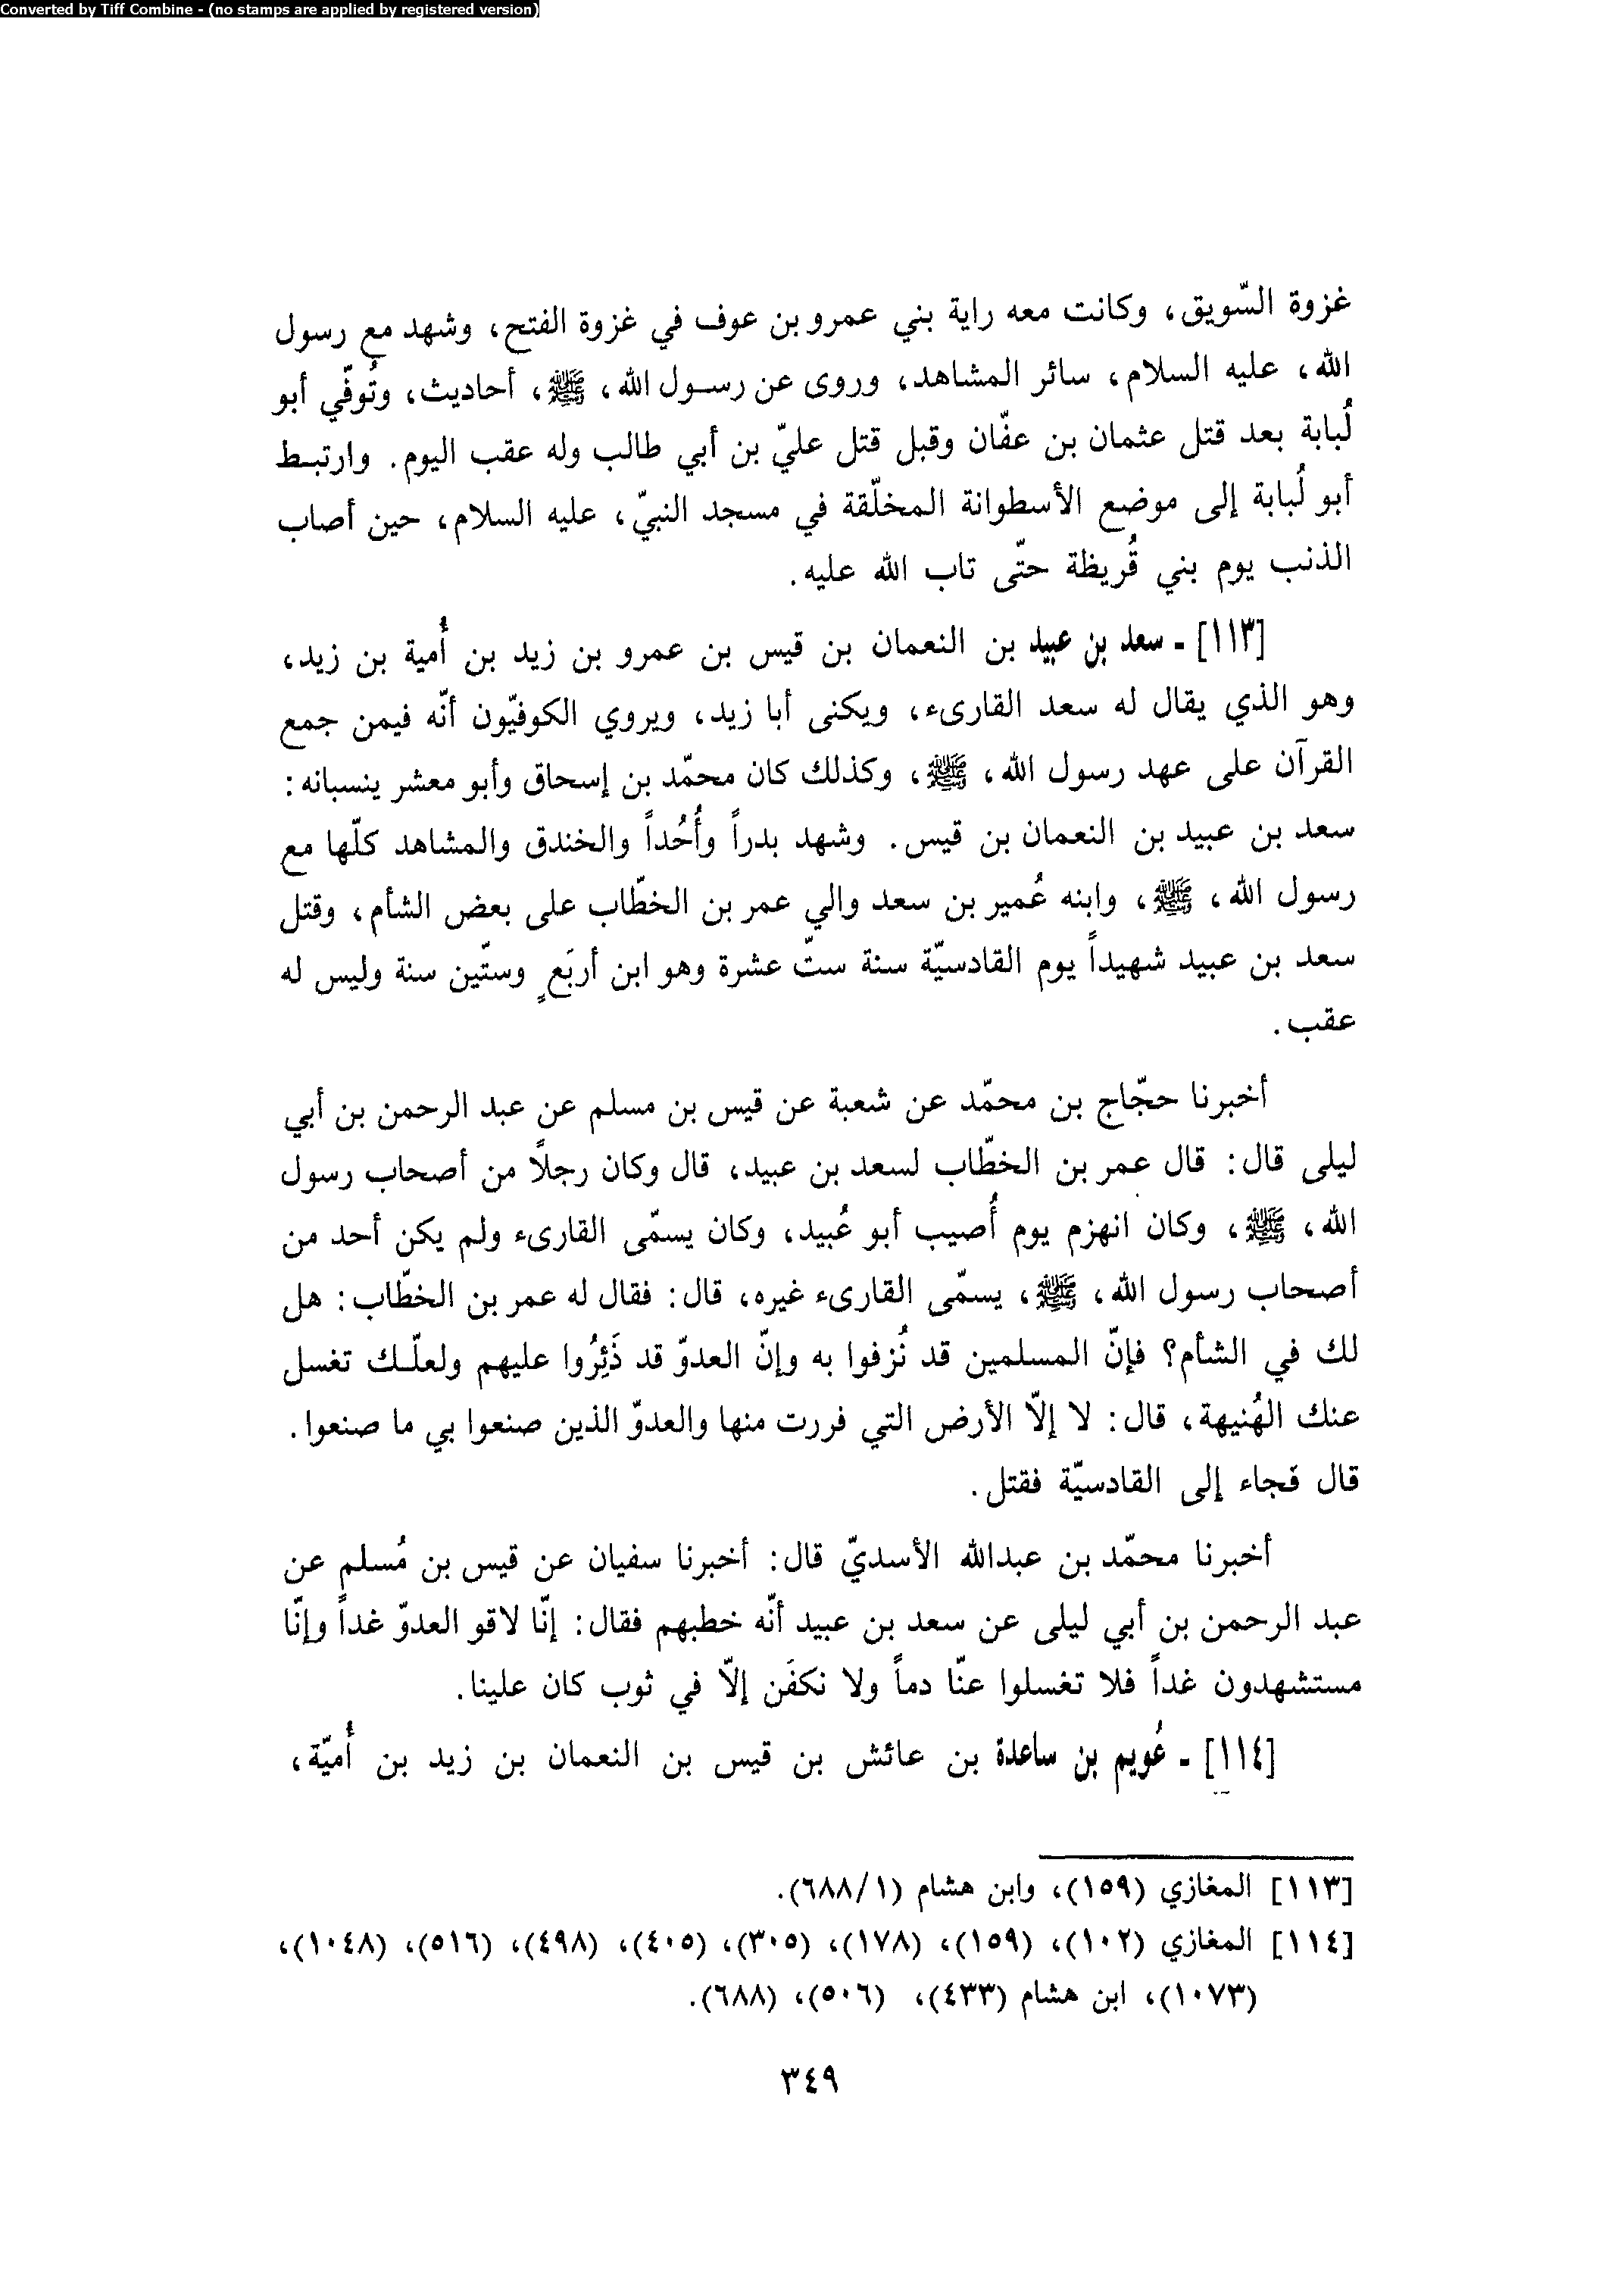 Converted by Tiff Combine - (no stamps are applied by registered version)
غزوة السّويق، وكانت معه راية بني عمرو بن عوف في غزوة الفتح، وشهد مع رسول
الله، عليه السلام، سائر المشاهد، وروى عن رسول الله، ﷺ، أحاديث، وتُوفّي أبو
لُبابة بعد قتل عثمان بن عفّان وقبل قتل عليّ بن أبي طالب وله عقب اليوم. وارتبط
أبو لُبابة إلى موضع الأسطوانة المخلّقة في مسجد النبيّ، عليه السلام، حين أصاب
الذنب يوم بني قُريظة حتّى تاب الله عليه.
[١١٣] - سعد بن عبيد بن النعمان بن قيس بن عمرو بن زيد بن أُمية بن زيد،
وهو الذي يقال له سعد القارىء، ويكنى أبا زيد، ويروي الكوفيّون أنّه فيمن جمع
القرآن على عهد رسول الله، ﷺ، وكذلك كان محمّد بن إسحاق وأبو معشر ينسبانه:
سعد بن عبيد بن النعمان بن قيس. وشهد بدراً وأُحُداً والخندق والمشاهد كلّها مع
رسول الله، ﷺ، وابنه عُمير بن سعد والي عمر بن الخطّاب على بعض الشأم، وقتل
سعد بن عبيد شهيداً يوم القادسيّة سنة ستّ عشرة وهو ابن أربَعٍ وستّين سنة وليس له
عقب.
أخبرنا حجّاج بن محمّد عن شعبة عن قيس بن مسلم عن عبد الرحمن بن أبي
ليلى قال: قال عمر بن الخطّاب لسعد بن عبيد، قال وكان رجلاً من أصحاب رسول
الله، ﷺ، وكان انهزم يوم أُصيب أبو عُبيد، وكان يسمّى القارىء ولم يكن أحد من
أصحاب رسول الله، ﷺ، يسمّى القارىء غيره، قال: فقال له عمر بن الخطّاب: هل
لك في الشأم؟ فإنّ المسلمين قد نُزفوا به وإنّ العدوّ قد ذَئِرُوا عليهم ولعلّك تغسل
عنك الهُنيهة، قال: لا إلاّ الأرض التي فررت منها والعدوّ الذين صنعوا بي ما صنعوا.
قال فجاء إلى القادسيّة فقتل.
أخبرنا محمّد بن عبدالله الأسديّ قال: أخبرنا سفيان عن قيس بن مُسلم عن
عبد الرحمن بن أبي ليلى عن سعد بن عبيد أنّه خطبهم فقال: إنّا لاقو العدوّ غداً وإنّا
مستشهدون غداً فلا تغسلوا عنّا دماً ولا نكفَن إلاّ في ثوب كان علينا.
[١١٤] - عُويم بن ساعدة بن عائش بن قيس بن النعمان بن زيد بن أُميّة،
[١١٣] المغازي (١٥٩)، وابن هشام (٦٨٨/١).
[١١٤] المغازي (١٠٢)، (١٥٩)، (١٧٨)، (٣٠٥)، (٤٠٥)، (٤٩٨)، (٥١٦)، (١٠٤٨)،
(١٠٧٣)، ابن هشام (٤٣٣)، (٥٠٦)، (٦٨٨).
٣٤٩